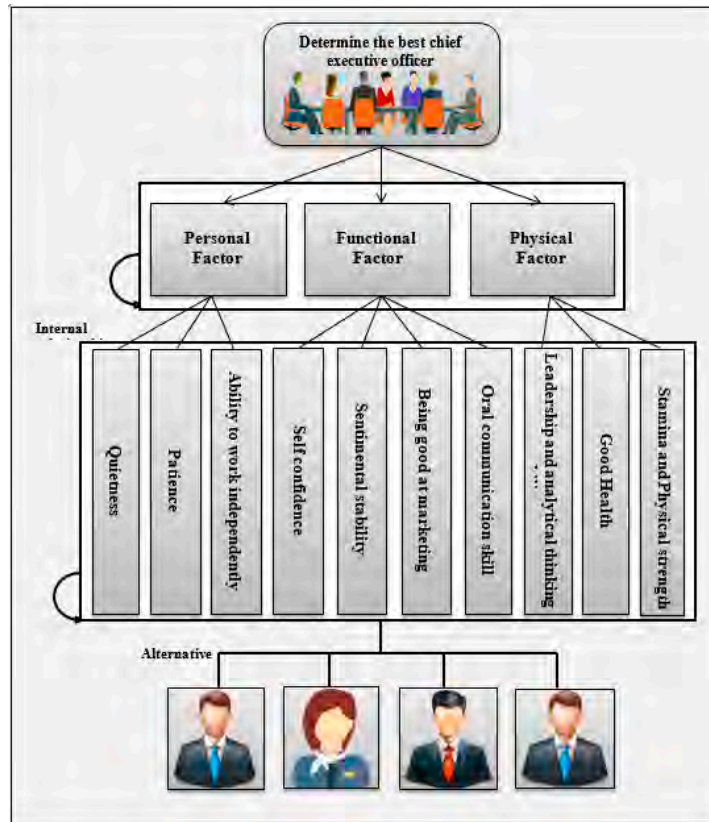 Determine the best chief
executive officer
Personal
Factor
Functional
Factor
Physical
Factor
Internal
Quietness
Patience
Ability to work independently
Self confidence
Sentimental stability
Being good at marketing
Oral communication skill
Leadership and analytical thinking
Good Health
Stamina and Physical strength
Alternative